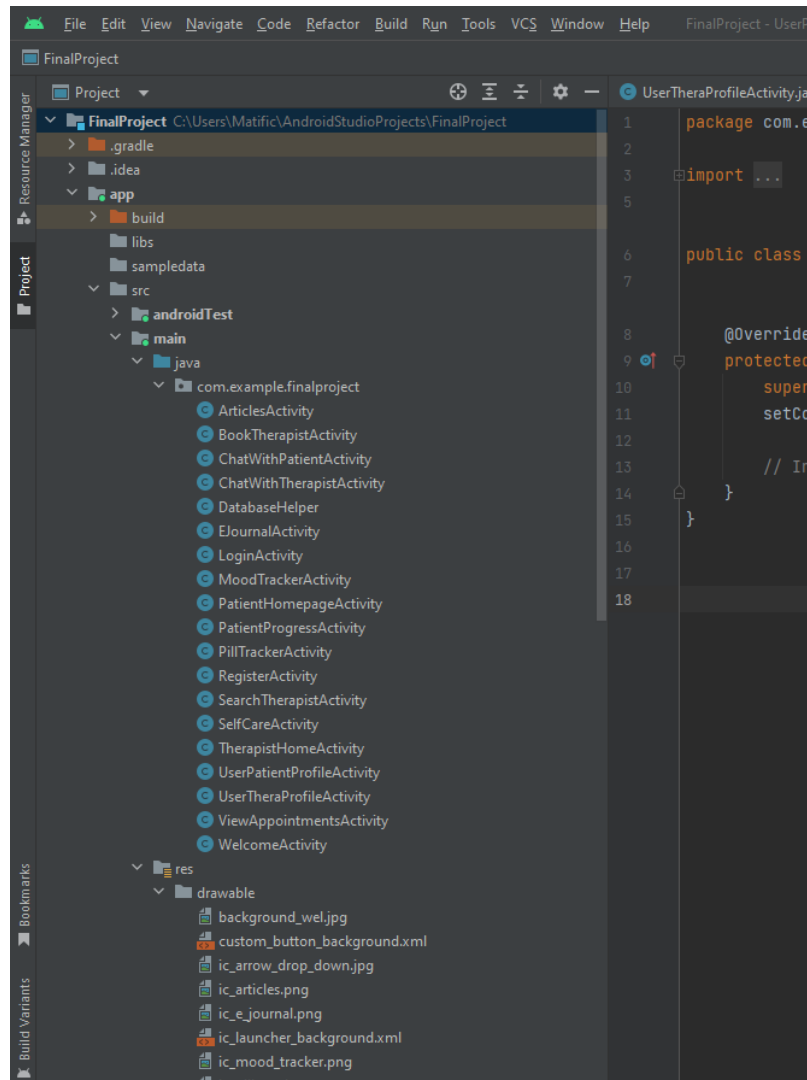 File Edit View Navigate Code Refactor Build Run Tools VCS Window Help FinalProject - UserP
FinalProject
Project
UserTheraProfileActivity.ja
Resource Manager
Project
Bookmarks
Build Variants
FinalProject C:\Users\Matific\AndroidStudioProjects\FinalProject
.gradle
.idea
app
build
libs
sampledata
src
androidTest
main
java
com.example.finalproject
ArticlesActivity
BookTherapistActivity
ChatWithPatientActivity
ChatWithTherapistActivity
DatabaseHelper
EJournalActivity
LoginActivity
MoodTrackerActivity
PatientHomepageActivity
PatientProgressActivity
PillTrackerActivity
RegisterActivity
SearchTherapistActivity
SelfCareActivity
TherapistHomeActivity
UserPatientProfileActivity
UserTheraProfileActivity
ViewAppointmentsActivity
WelcomeActivity
res
drawable
background_wel.jpg
custom_button_background.xml
ic_arrow_drop_down.jpg
ic_articles.png
ic_e_journal.png
ic_launcher_background.xml
ic_mood_tracker.png
1 package com.e
2
3 import ...
5
6 public class
7
8 @Override
9 protected
10 super
11 setCo
12
13 // In
14 }
15 }
16
17
18